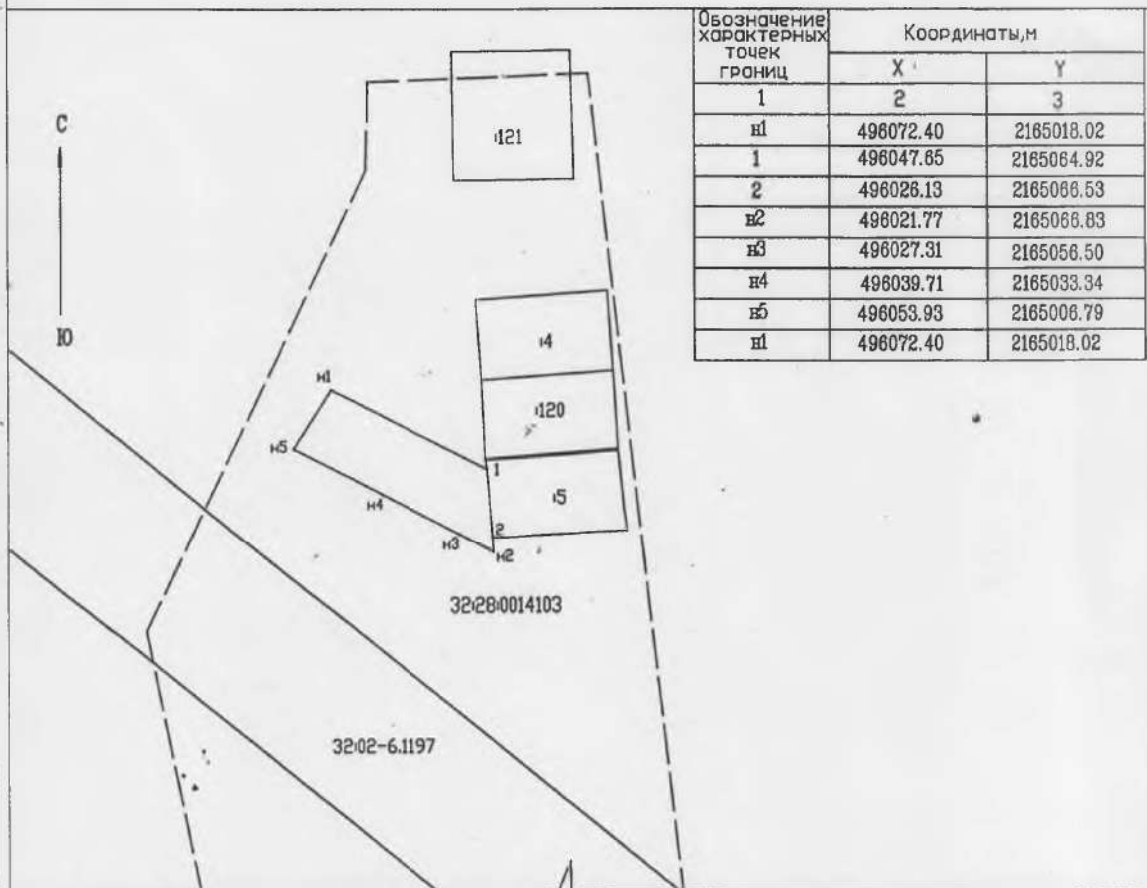 Обозначение характерных точек границ
Координаты,м
X Y
1 2 3
н1 496072.40 2165018.02
1 496047.65 2165064.92
2 496026.13 2165066.53
н2 496021.77 2165066.83
н3 496027.31 2165056.50
н4 496039.71 2165033.34
н5 496053.93 2165006.79
н1 496072.40 2165018.02
С
Ю
:121
:4
:120
:5
н1
н5
н4
н3
1
2
н2
32:28:0014103
32:02-6.1197